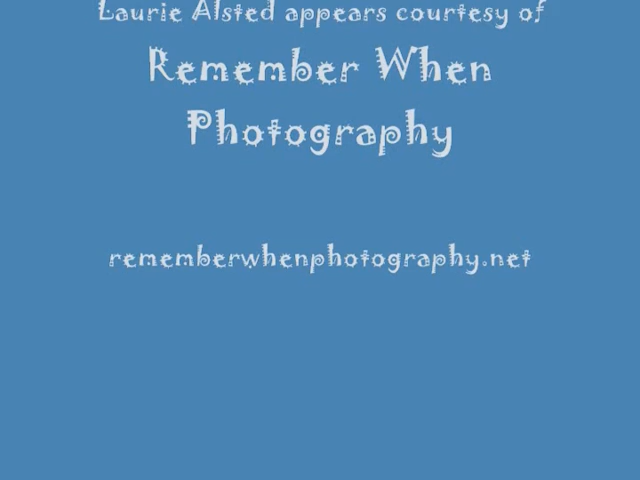 Laurie Alsted appears courtesy of
Remember When
Photography
rememberwhenphotography.net